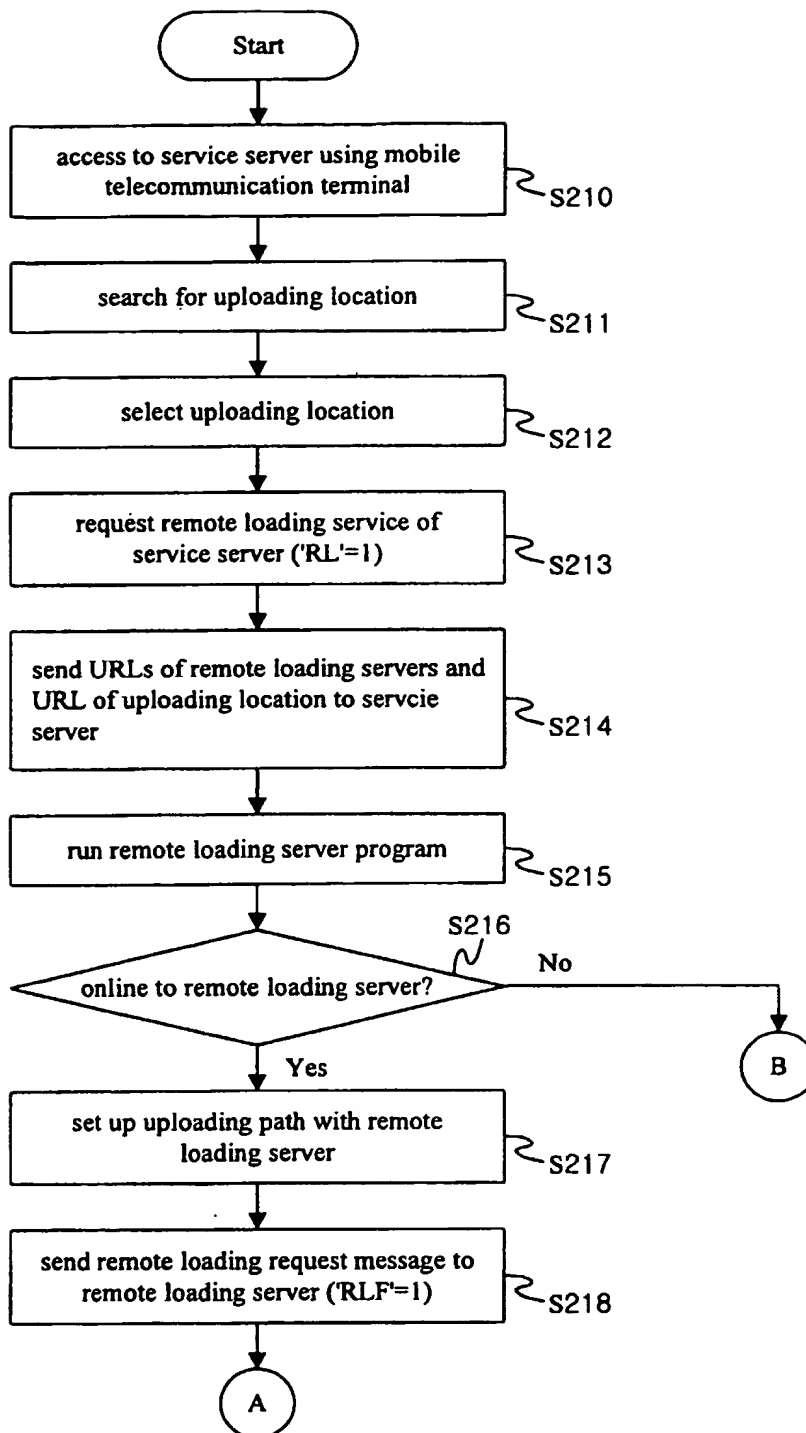 Start
access to service server using mobile
telecommunication terminal
S210
search for uploading location
S211
select uploading location
S212
request remote loading service of
service server ('RL'=1)
S213
send URLs of remote loading servers and
URL of uploading location to servcie
server
S214
run remote loading server program
S215
S216
online to remote loading server?
No
B
Yes
set up uploading path with remote
loading server
S217
send remote loading request message to
remote loading server ('RLF'=1)
S218
A